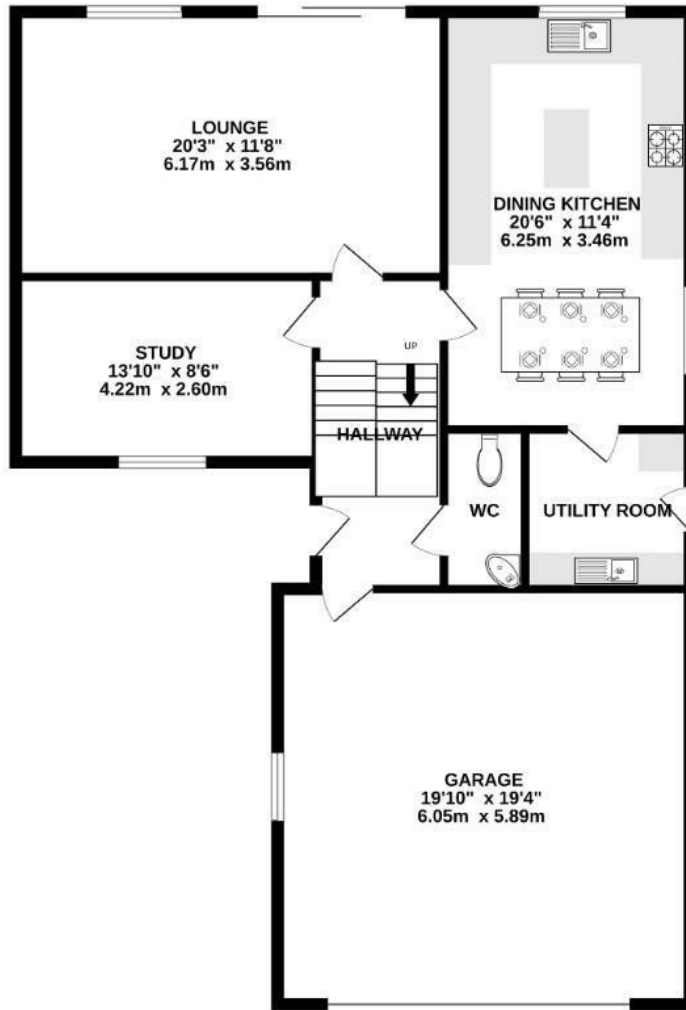 LOUNGE
20'3" x 11'8"
6.17m x 3.56m
DINING KITCHEN
20'6" x 11'4"
6.25m x 3.46m
STUDY
13'10" x 8'6"
4.22m x 2.60m
UP
HALLWAY
WC
UTILITY ROOM
GARAGE
19'10" x 19'4"
6.05m x 5.89m